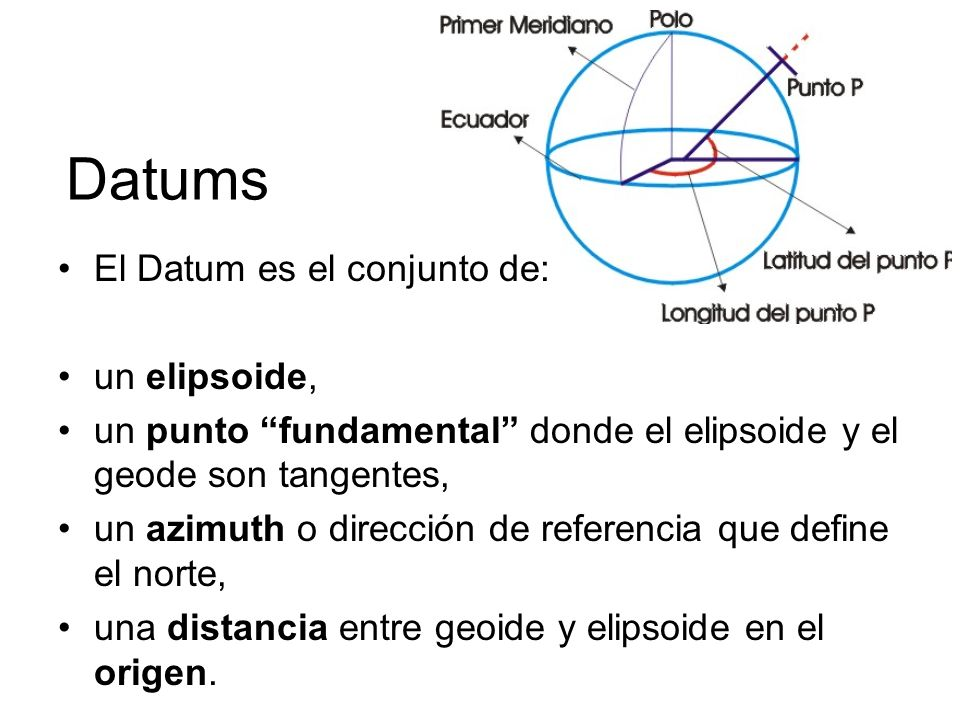 Primer Meridiano
Polo
Punto P
Ecuador
Datums
Latitud del punto P
Longitud del punto P
• El Datum es el conjunto de:
• un elipsoide,
• un punto “fundamental” donde el elipsoide y el
geode son tangentes,
• un azimuth o dirección de referencia que define
el norte,
• una distancia entre geoide y elipsoide en el
origen.